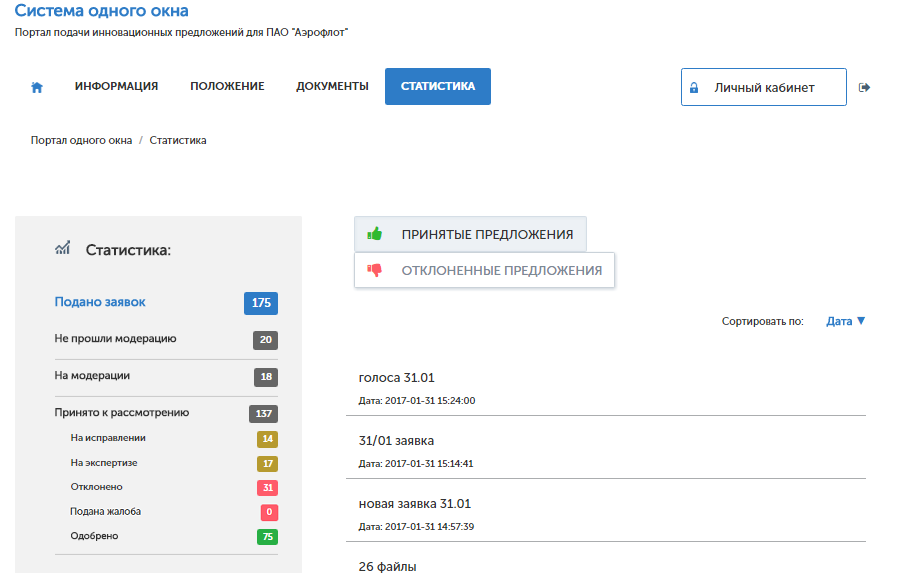 Система одного окна
Портал подачи инновационных предложений для ПАО "Аэрофлот"
ИНФОРМАЦИЯ ПОЛОЖЕНИЕ ДОКУМЕНТЫ СТАТИСТИКА Личный кабинет
Портал одного окна / Статистика
Статистика:
Подано заявок 175
Не прошли модерацию 20
На модерации 18
Принято к рассмотрению 137
На исправлении 14
На экспертизе 17
Отклонено 31
Подана жалоба 0
Одобрено 75
ПРИНЯТЫЕ ПРЕДЛОЖЕНИЯ
ОТКЛОНЕННЫЕ ПРЕДЛОЖЕНИЯ
Сортировать по: Дата ▼
голоса 31.01
Дата: 2017-01-31 15:24:00
31/01 заявка
Дата: 2017-01-31 15:14:41
новая заявка 31.01
Дата: 2017-01-31 14:57:39
26 файлы